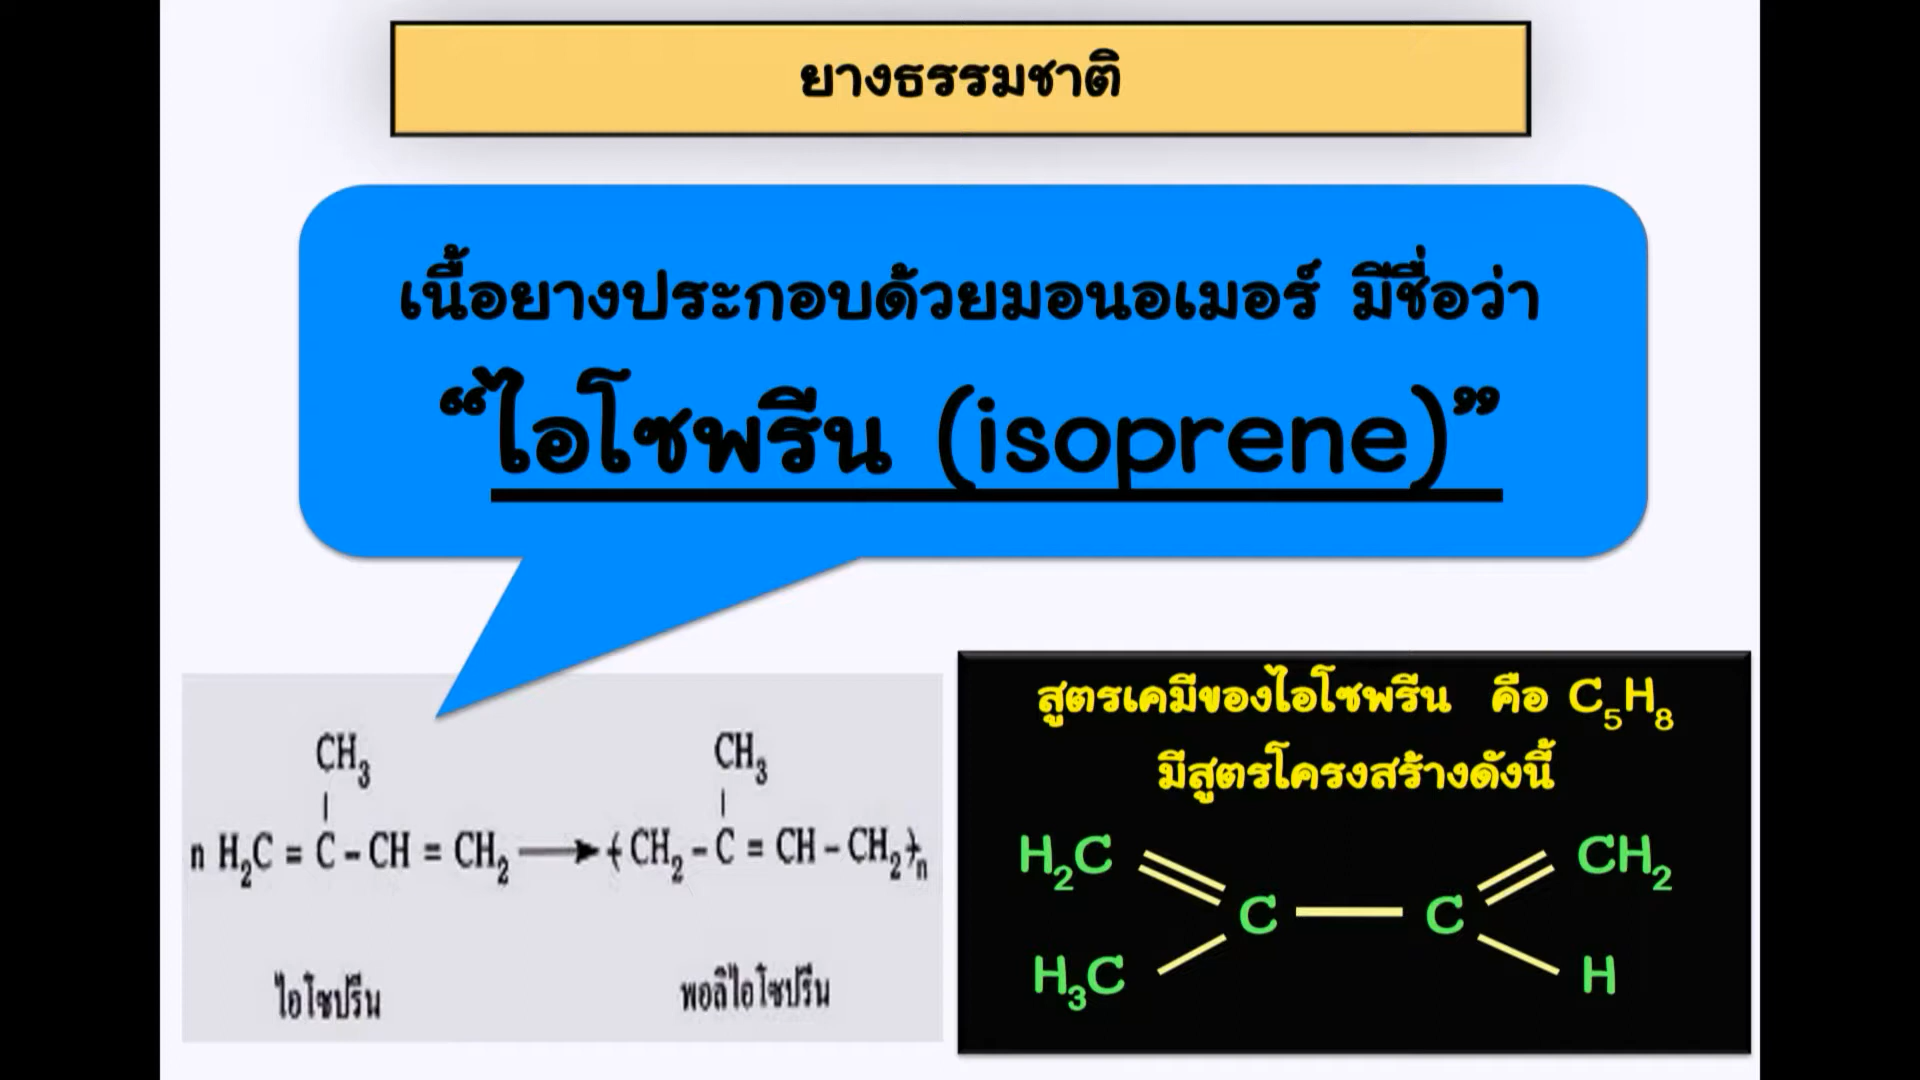 ยางธรรมชาติ
เนื้อยางประกอบด้วยมอนอเมอร์ มีชื่อว่า
“ไอโซพรีน (isoprene)”
CH₃ CH₃
n H₂C = C – CH = CH₂ ⟶ ( CH₂ – C = CH – CH₂ )ₙ
ไอโซปรีน พอลิไอโซปรีน
สูตรเคมีของไอโซพรีน คือ C₅H₈
มีสูตรโครงสร้างดังนี้
H₂C CH₂
C C
H₃C H